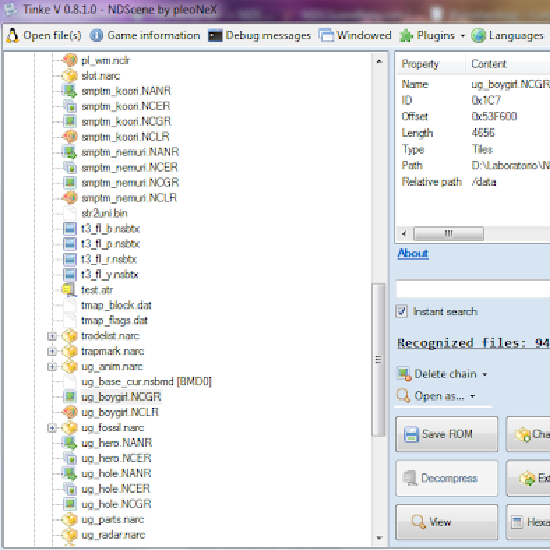 Tinke V 0.8.1.0 - NDScene by pleoNeX
Open file(s) Game information Debug messages Windowed Plugins Languages
pl_wm.nclr
slot.narc
smptm_koori.NANR
smptm_koori.NCER
smptm_koori.NCGR
smptm_koori.NCLR
smptm_nemuri.NANR
smptm_nemuri.NCER
smptm_nemuri.NCGR
smptm_nemuri.NCLR
str2uni.bin
t3_fl_b.nsbtx
t3_fl_p.nsbtx
t3_fl_r.nsbtx
t3_fl_y.nsbtx
test.atr
tmap_block.dat
tmap_flags.dat
tradelist.narc
trapmark.narc
ug_anim.narc
ug_base_cur.nsbmd [BMD0]
ug_boygirl.NCGR
ug_boygirl.NCLR
ug_fossil.narc
ug_hero.NANR
ug_hero.NCER
ug_hole.NANR
ug_hole.NCER
ug_hole.NCGR
ug_parts.narc
ug_radar.narc
Property Content
Name ug_boygirl.NCGR
ID 0x1C7
Offset 0x53F600
Length 4656
Type Tiles
Path D:\Laboratorio\N
Relative path /data
About
Instant search
Recognized files: 94
Delete chain
Open as...
Save ROM Cha
Decompress Ex
View Hexa